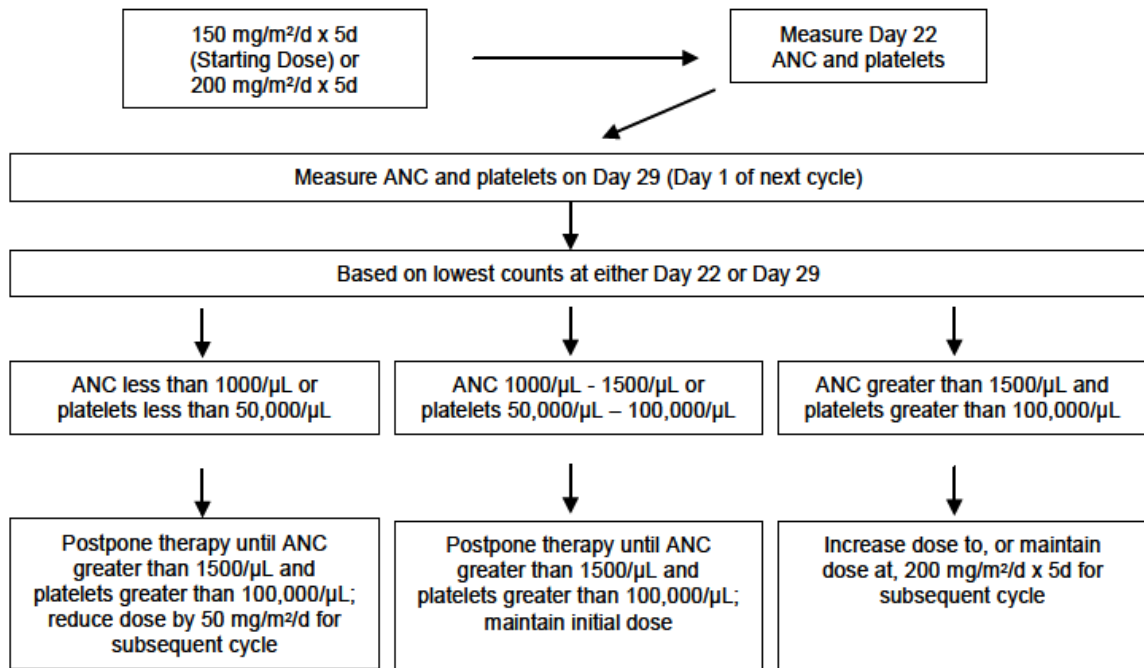 150 mg/m²/d x 5d
(Starting Dose) or
200 mg/m²/d x 5d
Measure Day 22
ANC and platelets
Measure ANC and platelets on Day 29 (Day 1 of next cycle)
Based on lowest counts at either Day 22 or Day 29
ANC less than 1000/µL or
platelets less than 50,000/µL
ANC 1000/µL - 1500/µL or
platelets 50,000/µL – 100,000/µL
ANC greater than 1500/µL and
platelets greater than 100,000/µL
Postpone therapy until ANC
greater than 1500/µL and
platelets greater than 100,000/µL;
reduce dose by 50 mg/m²/d for
subsequent cycle
Postpone therapy until ANC
greater than 1500/µL and
platelets greater than 100,000/µL;
maintain initial dose
Increase dose to, or maintain
dose at, 200 mg/m²/d x 5d for
subsequent cycle